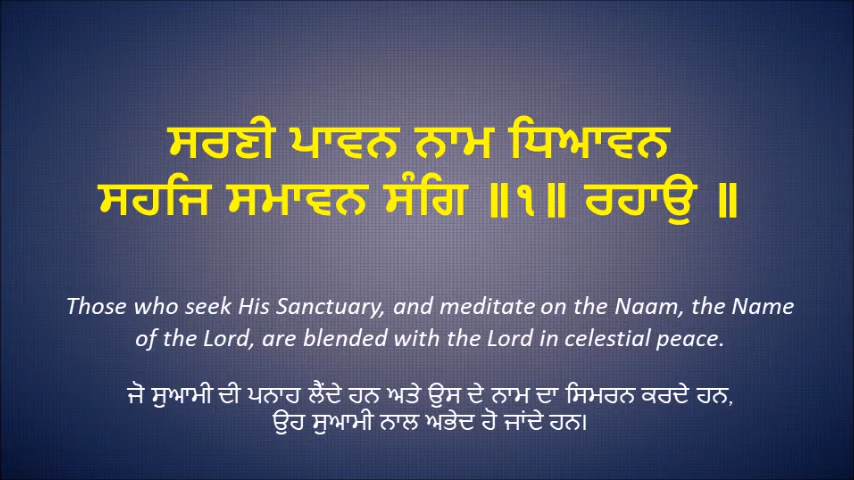 ਸਰਣੀ ਪਾਵਨ ਨਾਮ ਧਿਆਵਨ
ਸਹਜਿ ਸਮਾਵਨ ਸੰਗਿ ॥੧॥ ਰਹਾਉ ॥
Those who seek His Sanctuary, and meditate on the Naam, the Name
of the Lord, are blended with the Lord in celestial peace.
ਜੋ ਸੁਆਮੀ ਦੀ ਪਨਾਹ ਲੈਂਦੇ ਹਨ ਅਤੇ ਉਸ ਦੇ ਨਾਮ ਦਾ ਸਿਮਰਨ ਕਰਦੇ ਹਨ,
ਉਹ ਸੁਆਮੀ ਨਾਲ ਅਭੇਦ ਹੋ ਜਾਂਦੇ ਹਨ।